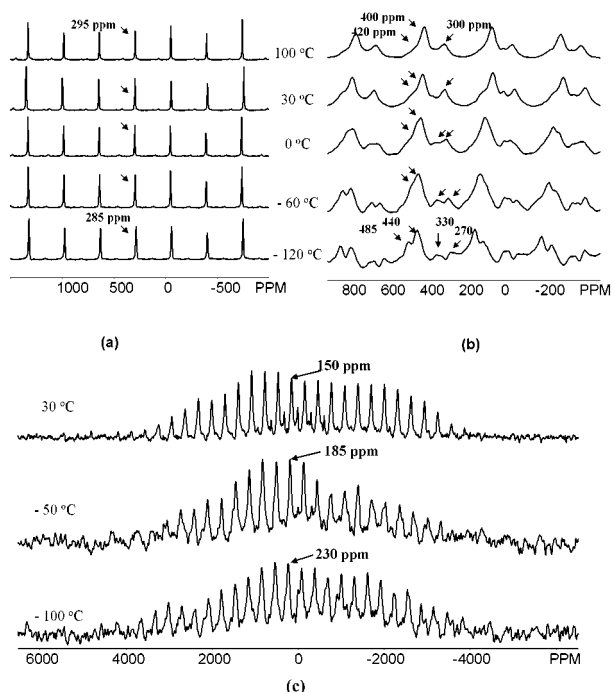 295 ppm
400 ppm
420 ppm
300 ppm
100 °C
30 °C
0 °C
- 60 °C
285 ppm
485
440
330
270
- 120 °C
1000 500 0 -500 PPM
800 600 400 200 0 -200 PPM
(a)
(b)
150 ppm
30 °C
185 ppm
- 50 °C
230 ppm
- 100 °C
6000 4000 2000 0 -2000 -4000 PPM
(c)